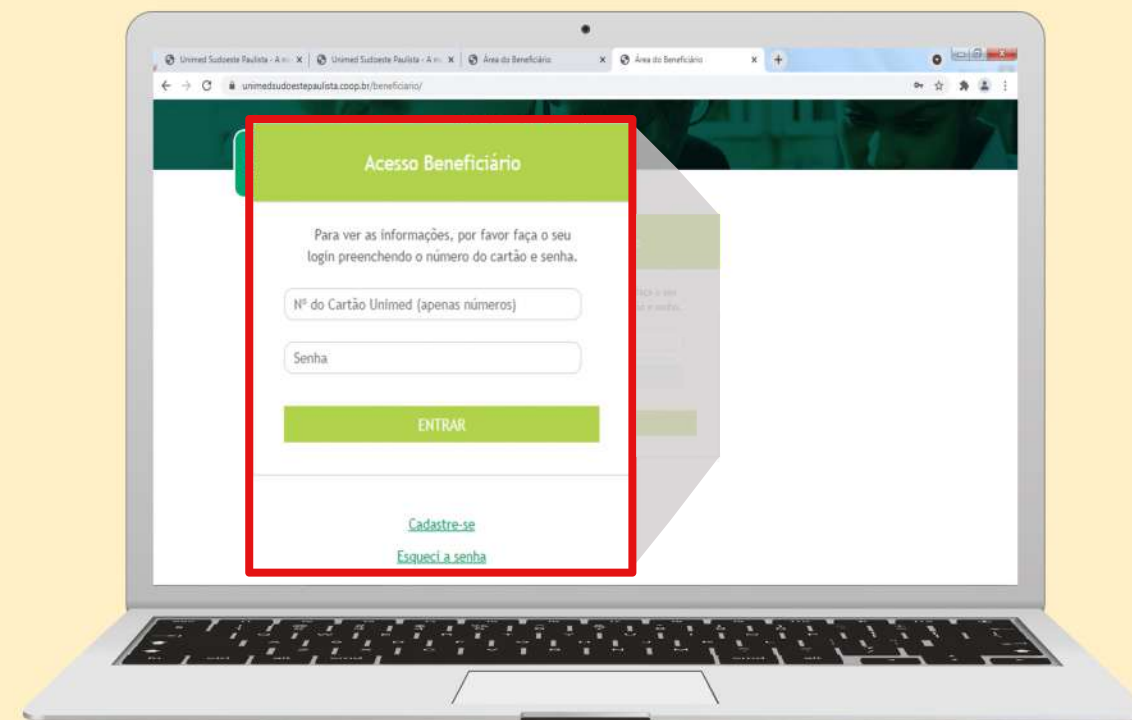 Unimed Sudoeste Paulista - A m
Unimed Sudoeste Paulista - A m
Área do Beneficiário
Área do Beneficiário
unimedsudoestepaulista.coop.br/beneficiario/
Acesso Beneficiário
Para ver as informações, por favor faça o seu
login preenchendo o número do cartão e senha.
Nº do Cartão Unimed (apenas números)
Senha
ENTRAR
Cadastre-se
Esqueci a senha